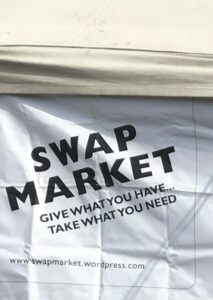 SWAP
MARKET
GIVE WHAT YOU HAVE...
TAKE WHAT YOU NEED
www.swapmarket.wordpress.com